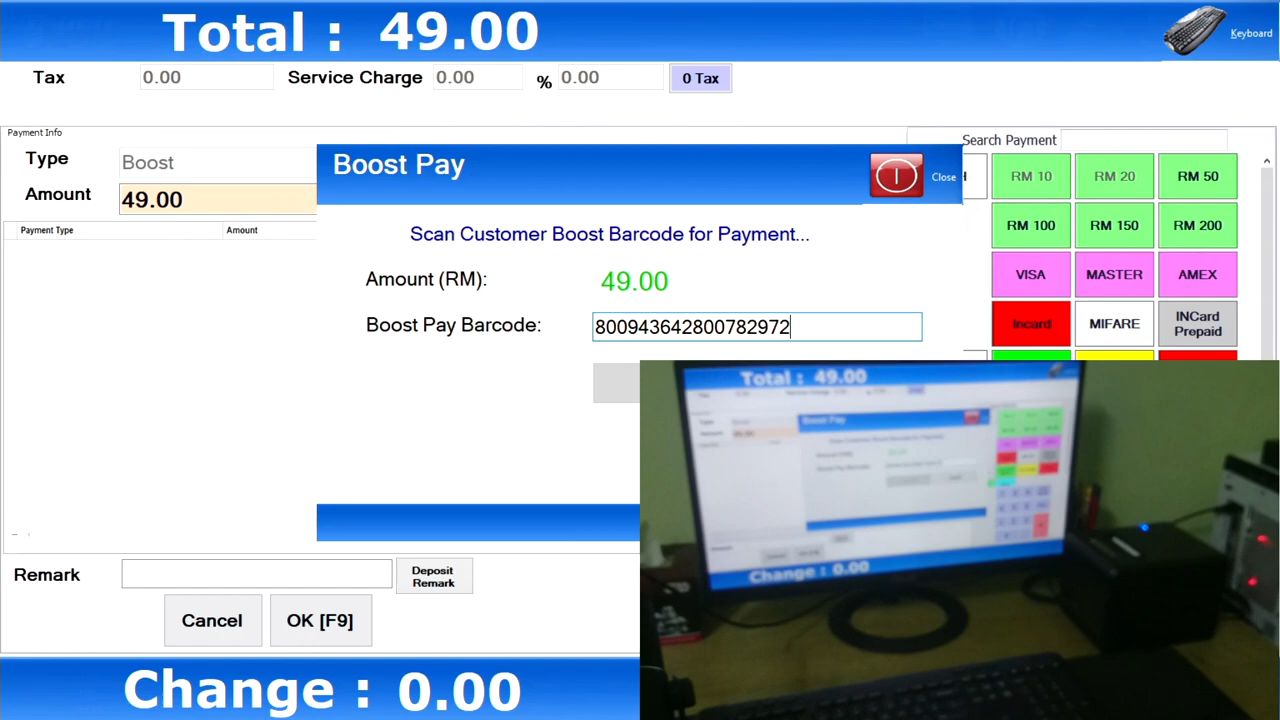 Total : 49.00
Keyboard
Tax 0.00 Service Charge 0.00 % 0.00 0 Tax
Payment Info
Search Payment
Type Boost
Amount 49.00
Payment Type Amount
Boost Pay
Close
H
RM 10 RM 20 RM 50
Scan Customer Boost Barcode for Payment...
RM 100 RM 150 RM 200
Amount (RM): 49.00
VISA MASTER AMEX
Boost Pay Barcode: 800943642800782972
Incard MIFARE INCard
Prepaid
Total : 49.00
Boost Pay
Change : 0.00
Remark
Deposit
Remark
Cancel OK [F9]
Change : 0.00